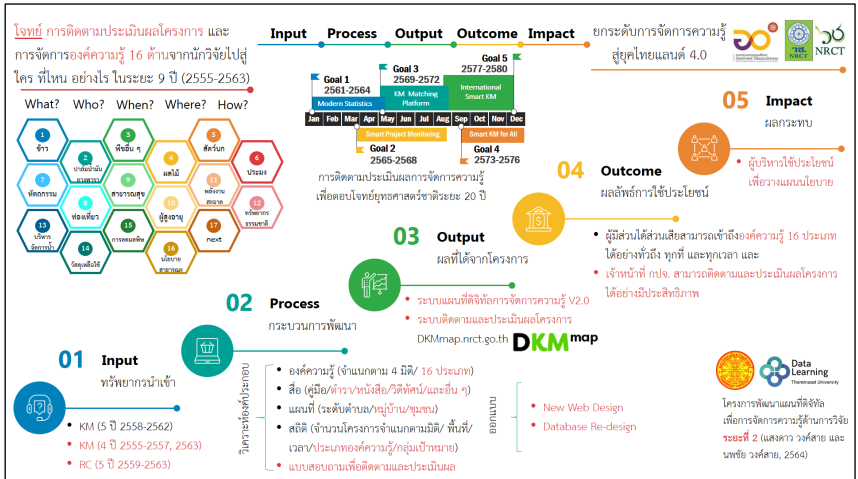 โจทย์ การติดตามประเมินผลโครงการ และ
การจัดการองค์ความรู้ 16 ด้านจากนักวิจัยไปสู่
ใคร ที่ไหน อย่างไร ในระยะ 9 ปี (2555-2563)
What? Who? When? Where? How?
1
ข้าว
2
ปาล์มน้ำมัน
ยางพารา
3
พืชอื่น ๆ
4
ผลไม้
5
สัตว์บก
6
ประมง
7
หัตถกรรม
8
ท่องเที่ยว
9
สาธารณสุข
10
ผู้สูงอายุ
11
พลังงาน
สะอาด
12
ทรัพยากร
ธรรมชาติ
13
บริหาร
จัดการน้ำ
14
วัสดุเหลือใช้
15
การลดมลพิษ
16
นโยบาย
สาธารณะ
17
next
Input Process Output Outcome Impact
Goal 1
2561-2564
Modern Statistics
Goal 3
2569-2572
KM Matching
Platform
Goal 5
2577-2580
International
Smart KM
Jan Feb Mar Apr May Jun Jul Aug Sep Oct Nov Dec
Smart Project Monitoring
Goal 2
2565-2568
Smart KM for All
Goal 4
2573-2576
การติดตามประเมินผลการจัดการความรู้
เพื่อตอบโจทย์ยุทธศาสตร์ชาติระยะ 20 ปี
ยกระดับการจัดการความรู้
สู่ยุคไทยแลนด์ 4.0
วช.
NRCT
NRCT
05 Impact
ผลกระทบ
• ผู้บริหารใช้ประโยชน์
เพื่อวางแผนนโยบาย
04 Outcome
ผลลัพธ์การใช้ประโยชน์
• ผู้มีส่วนได้ส่วนเสียสามารถเข้าถึงองค์ความรู้ 16 ประเภท
ได้อย่างทั่วถึง ทุกที่ และทุกเวลา และ
• เจ้าหน้าที่ กปจ. สามารถติดตามและประเมินผลโครงการ
ได้อย่างมีประสิทธิภาพ
03 Output
ผลที่ได้จากโครงการ
• ระบบแผนที่ดิจิทัลการจัดการความรู้ V2.0
• ระบบติดตามและประเมินผลโครงการ
DKMmap.nrct.go.th DKMmap
02 Process
กระบวนการพัฒนา
วิเคราะห์องค์ประกอบ
• องค์ความรู้ (จำแนกตาม 4 มิติ/ 16 ประเภท)
• สื่อ (คู่มือ/ตำรา/หนังสือ/วิดีทัศน์/และอื่น ๆ)
• แผนที่ (ระดับตำบล/หมู่บ้าน/ชุมชน)
• สถิติ (จำนวนโครงการจำแนกตามมิติ/ พื้นที่/
เวลา/ประเภทองค์ความรู้/กลุ่มเป้าหมาย)
• แบบสอบถามเพื่อติดตามและประเมินผล
ออกแบบ
• New Web Design
• Database Re-design
01 Input
ทรัพยากรนำเข้า
• KM (5 ปี 2558-2562)
• KM (4 ปี 2555-2557, 2563)
• RC (5 ปี 2559-2563)
Data
Learning
Thammasat University
โครงการพัฒนาแผนที่ดิจิทัล
เพื่อการจัดการความรู้ด้านการวิจัย
ระยะที่ 2 (แสงดาว วงค์สาย และ
นพชัย วงค์สาย, 2564)